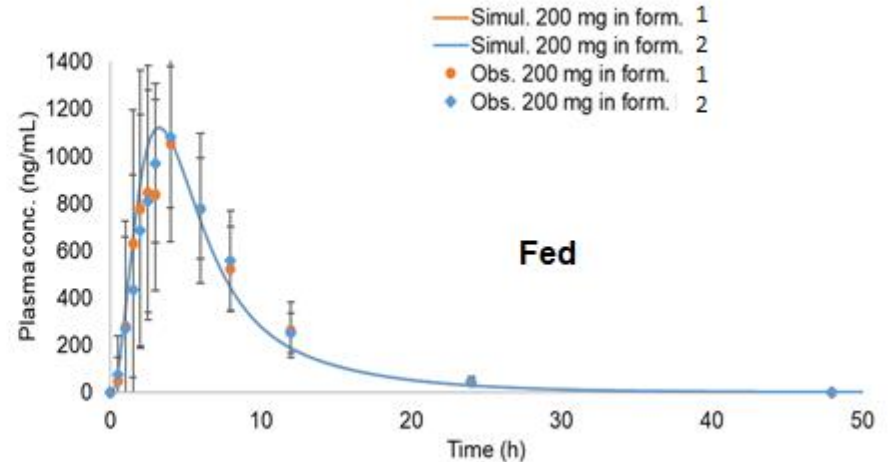 Simul. 200 mg in form. 1
Simul. 200 mg in form. 2
Obs. 200 mg in form. 1
Obs. 200 mg in form. 2
Plasma conc. (ng/mL)
1400
1200
1000
800
600
400
200
0
Fed
0 10 20 30 40 50
Time (h)